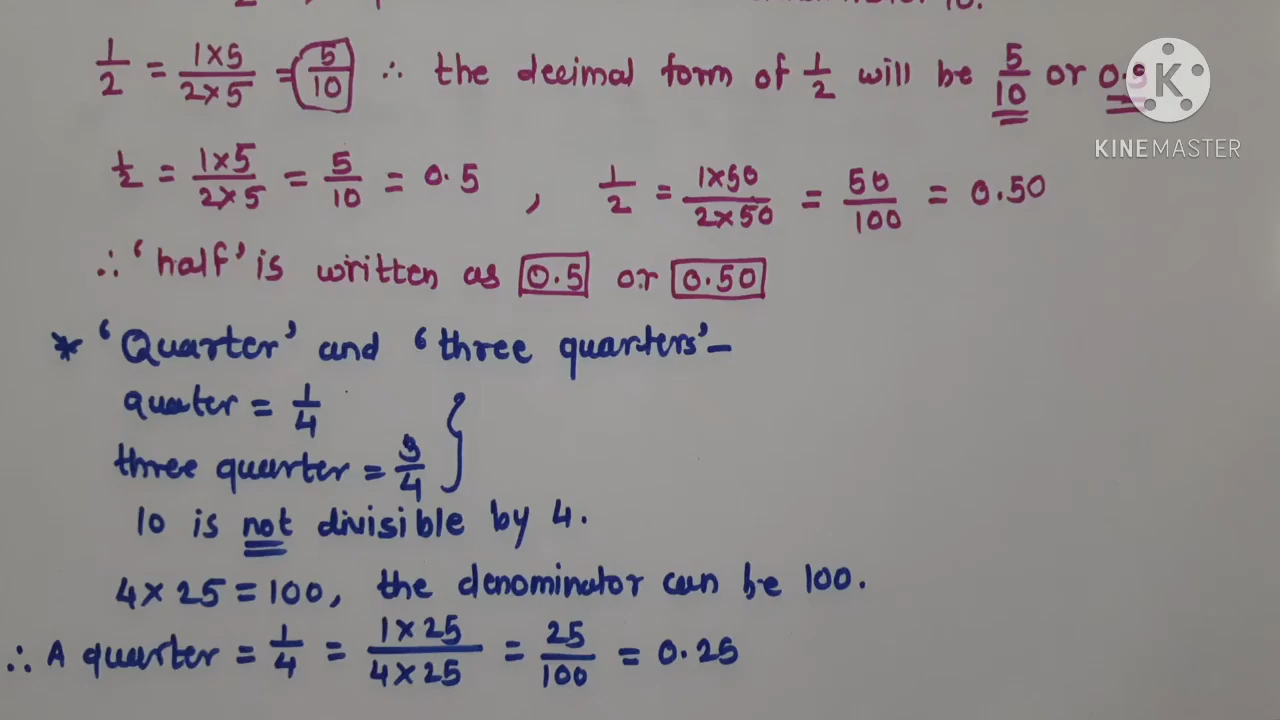 10.
1/2 = 1×5/2×5 = 5/10 ∴ the decimal form of 1/2 will be 5/10 or 0.5
KINEMASTER
1/2 = 1×5/2×5 = 5/10 = 0.5 , 1/2 = 1×50/2×50 = 50/100 = 0.50
∴ 'half' is written as 0.5 or 0.50
* 'Quarter' and 'three quarters' –
quater = 1/4
three quarter = 3/4 }
10 is not divisible by 4.
4 × 25 = 100, the denominator can be 100.
∴ A quarter = 1/4 = 1×25/4×25 = 25/100 = 0.25